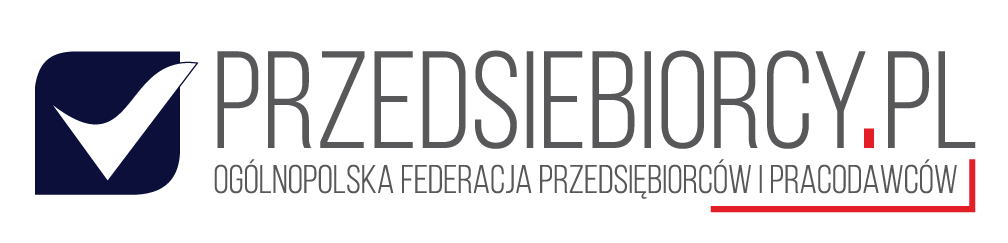 PRZEDSIEBIORCY.PL
OGÓLNOPOLSKA FEDERACJA PRZEDSIĘBIORCÓW I PRACODAWCÓW